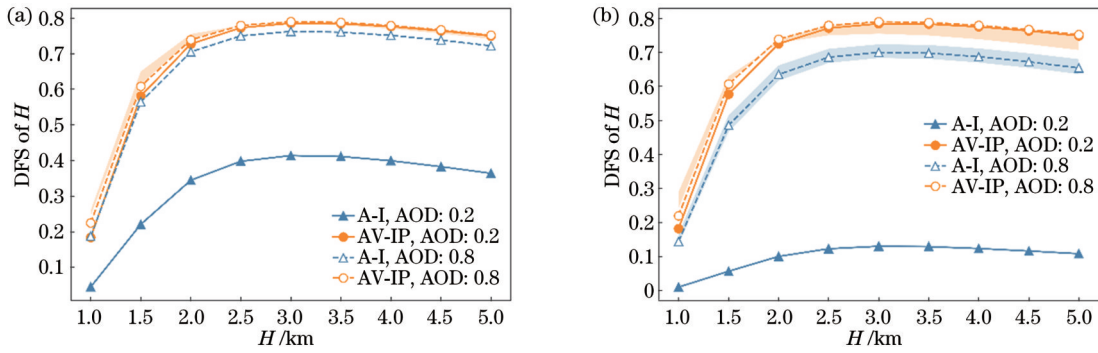 (a)
0.8
0.7
0.6
0.5
0.4
0.3
0.2
0.1
DFS of H
A-I, AOD: 0.2
AV-IP, AOD: 0.2
A-I, AOD: 0.8
AV-IP, AOD: 0.8
1.0 1.5 2.0 2.5 3.0 3.5 4.0 4.5 5.0
H /km
(b)
0.8
0.7
0.6
0.5
0.4
0.3
0.2
0.1
0
DFS of H
A-I, AOD: 0.2
AV-IP, AOD: 0.2
A-I, AOD: 0.8
AV-IP, AOD: 0.8
1.0 1.5 2.0 2.5 3.0 3.5 4.0 4.5 5.0
H /km